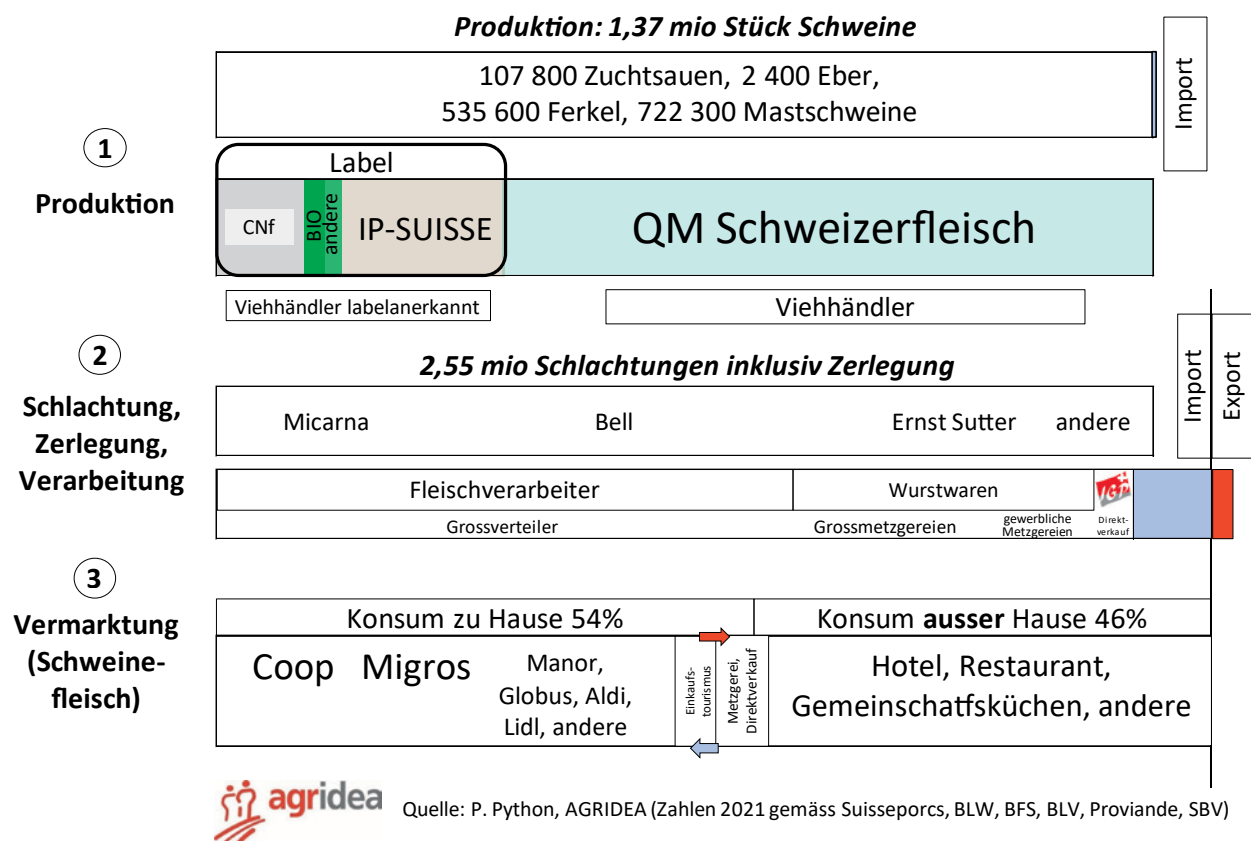 Produktion: 1,37 mio Stück Schweine
107 800 Zuchtsauen, 2 400 Eber,
535 600 Ferkel, 722 300 Mastschweine
Import
1
Produktion
Label
CNf
BIO
andere
IP-SUISSE
QM Schweizerfleisch
Viehhändler labelanerkannt
Viehhändler
2
Schlachtung,
Zerlegung,
Verarbeitung
2,55 mio Schlachtungen inklusiv Zerlegung
Import
Export
Micarna
Bell
Ernst Sutter
andere
Fleischverarbeiter
Wurstwaren
Grossverteiler
Grossmetzgereien
gewerbliche
Metzgereien
Direkt-
verkauf
3
Vermarktung
(Schweine-
fleisch)
Konsum zu Hause 54%
Konsum ausser Hause 46%
Coop
Migros
Manor,
Globus, Aldi,
Lidl, andere
Einkaufs-
tourismus
Metzgerei,
Direktverkauf
Hotel, Restaurant,
Gemeinschafsküchen, andere
agridea
Quelle: P. Python, AGRIDEA (Zahlen 2021 gemäss Suisseporcs, BLW, BFS, BLV, Proviande, SBV)